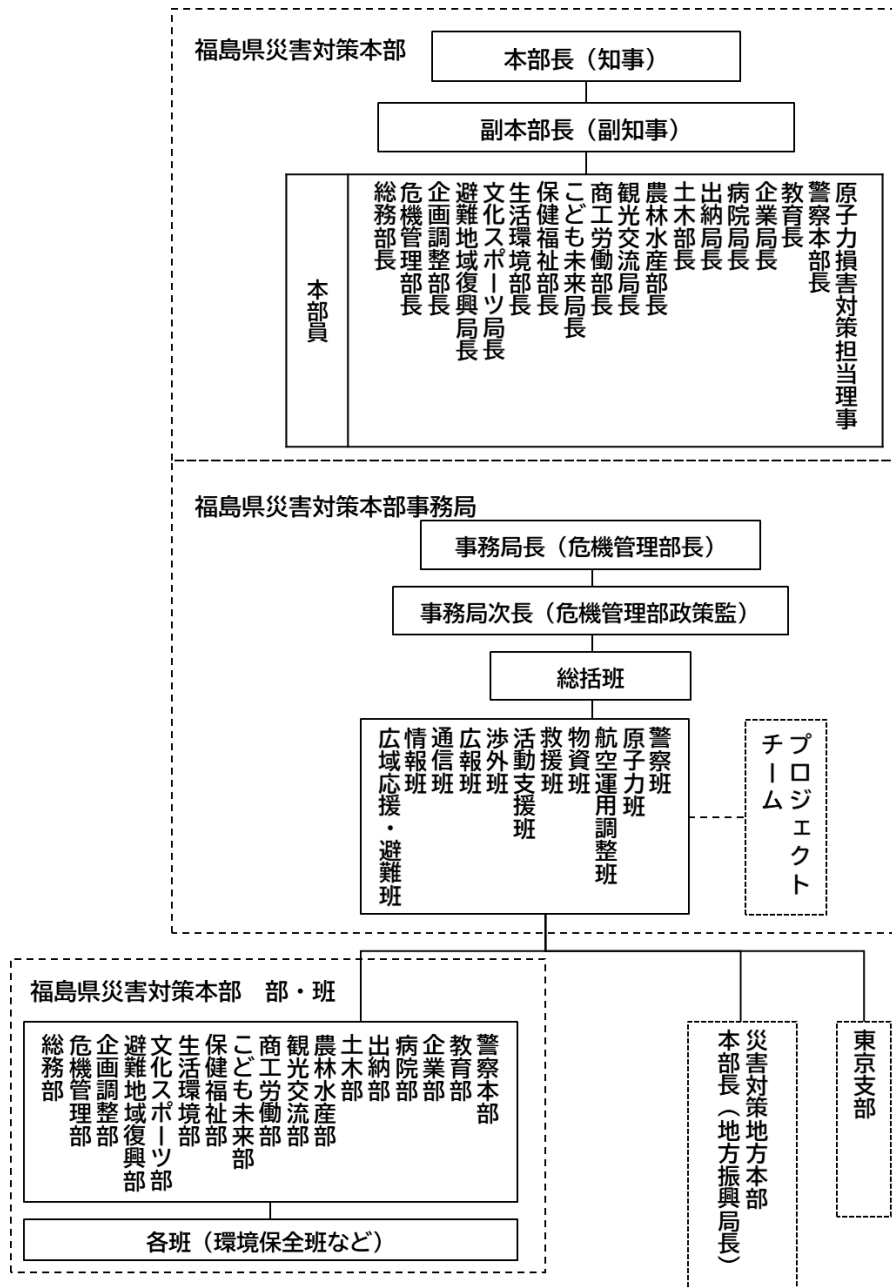 福島県災害対策本部
本部長（知事）
副本部長（副知事）
本部員
総務部長
危機管理部長
企画調整部長
避難地域復興局長
文化スポーツ局長
生活環境部長
保健福祉部長
こども未来局長
商工労働部長
観光交流局長
農林水産部長
土木部長
出納局長
病院局長
企業局長
教育長
警察本部長
原子力損害対策担当理事
福島県災害対策本部事務局
事務局長（危機管理部長）
事務局次長（危機管理部政策監）
総括班
広域応援・避難班
情報班
通信班
広報班
渉外班
活動支援班
救援班
物資班
航空運用調整班
原子力班
警察班
プロジェクト
チーム
福島県災害対策本部　部・班
総務部
危機管理部
企画調整部
避難地域復興部
文化スポーツ部
生活環境部
保健福祉部
こども未来部
商工労働部
観光交流部
農林水産部
土木部
出納部
病院部
企業部
教育部
警察本部
各班（環境保全班など）
災害対策地方本部
本部長（地方振興局長）
東京支部